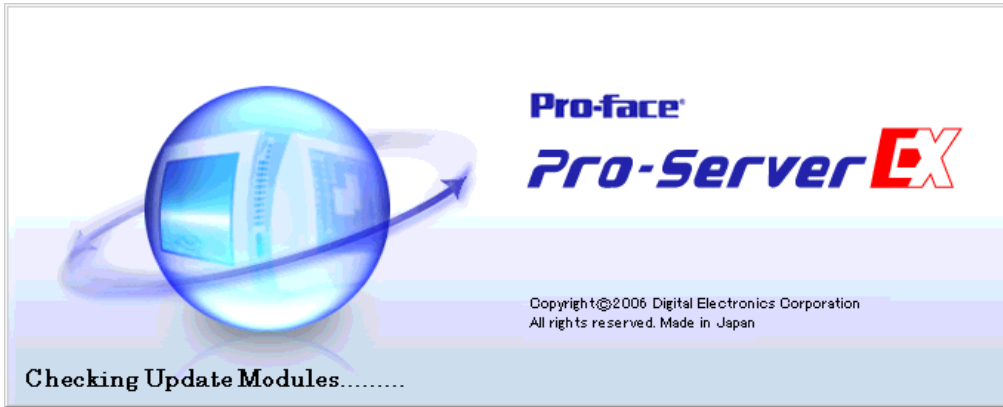 Pro-face®
Pro-Server EX
Copyright©2006 Digital Electronics Corporation
All rights reserved. Made in Japan
Checking Update Modules.........